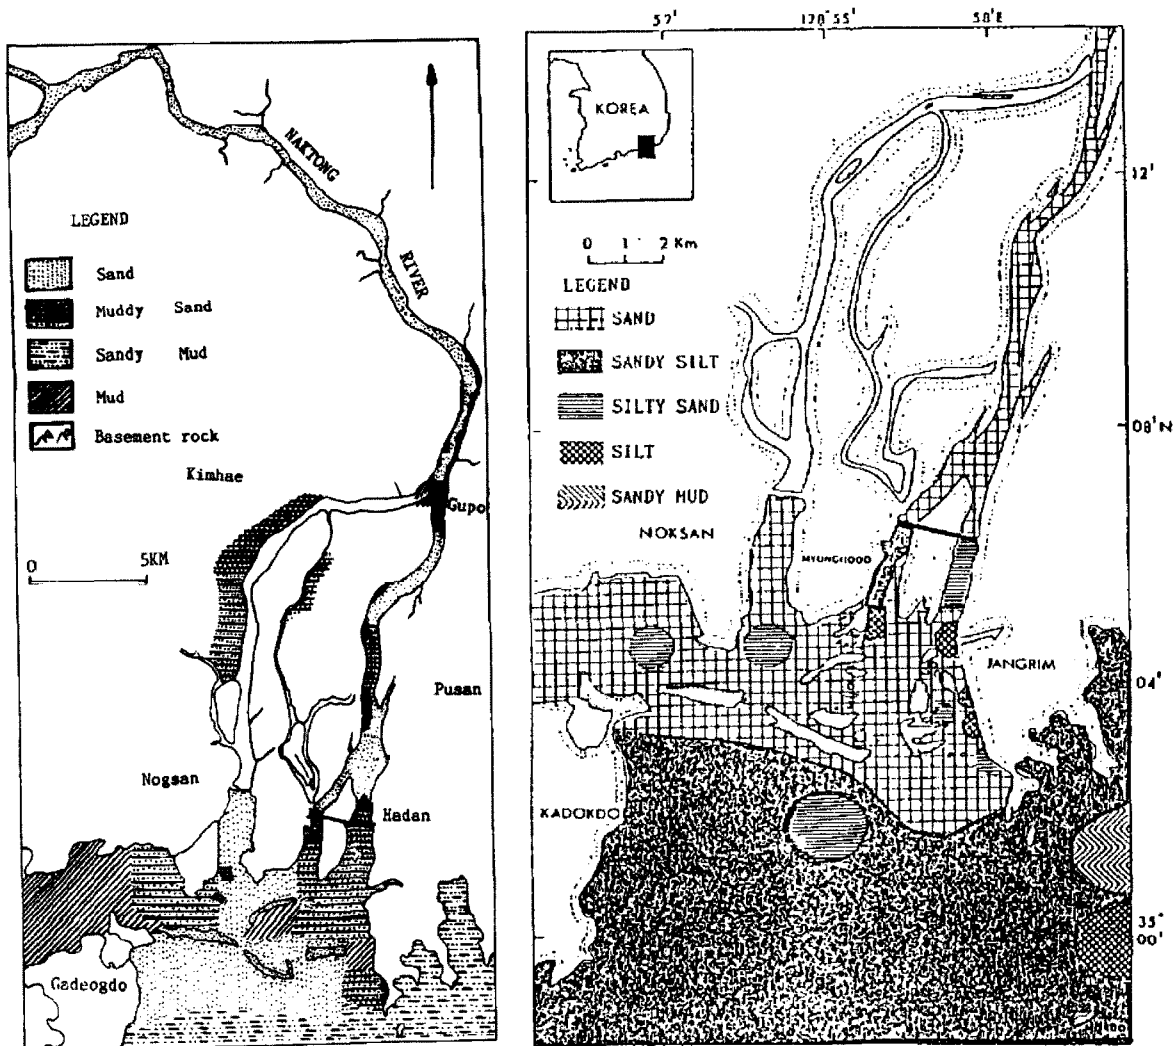 NAKTONG
RIVER
LEGEND
Sand
Muddy Sand
Sandy Mud
Mud
Basement rock
Kimhae
Gupo
0 5KM
Pusan
Nogsan
Hadan
Gadeogdo
52' 128°55' 58'E
KOREA
12'
0 1 2 Km
LEGEND
SAND
SANDY SILT
SILTY SAND
SILT
SANDY MUD
08'N
NOKSAN
JANGRIM
04'
KADOKDO
35°
00'